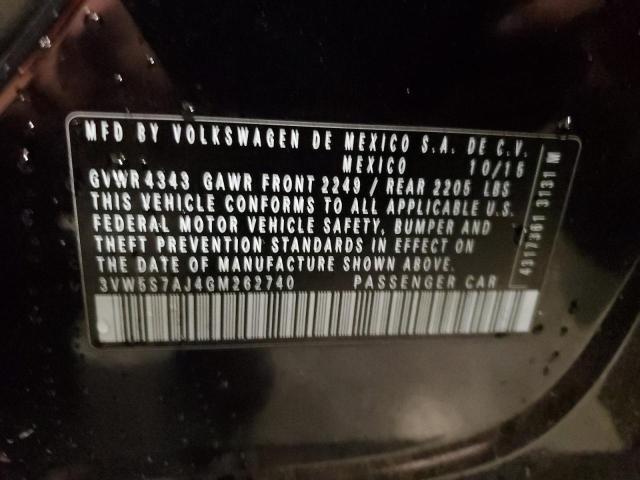 MFD BY VOLKSWAGEN DE MEXICO S.A. DE C.V.
MEXICO 10/15
GVWR 4343 GAWR FRONT 2249 / REAR 2205 LBS
THIS VEHICLE CONFORMS TO ALL APPLICABLE U.S.
FEDERAL MOTOR VEHICLE SAFETY, BUMPER AND
THEFT PREVENTION STANDARDS IN EFFECT ON
THE DATE OF MANUFACTURE SHOWN ABOVE.
3VW5S7AJ4GM262740 PASSENGER CAR
4317361 3131 M